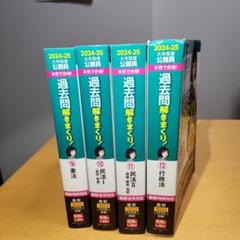 2024-25
大卒程度
公務員
本気で合格!
過去問
解きまくり!
9 憲法
2024-25
大卒程度
公務員
本気で合格!
過去問
解きまくり!
10 民法Ⅰ
2024-25
大卒程度
公務員
本気で合格!
過去問
解きまくり!
11 民法Ⅱ
2024-25
大卒程度
公務員
本気で合格!
過去問
解きまくり!
12 行政法